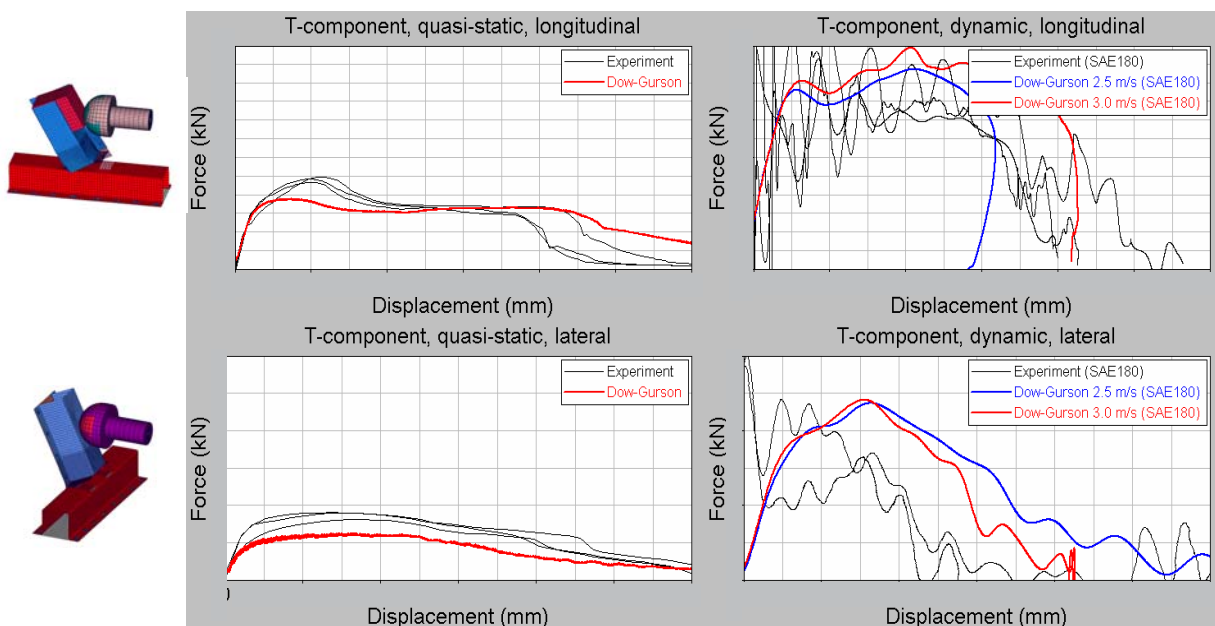 T-component, quasi-static, longitudinal
Experiment
Dow-Gurson
Force (kN)
Displacement (mm)
T-component, dynamic, longitudinal
Experiment (SAE180)
Dow-Gurson 2.5 m/s (SAE180)
Dow-Gurson 3.0 m/s (SAE180)
Force (kN)
Displacement (mm)
T-component, quasi-static, lateral
Experiment
Dow-Gurson
Force (kN)
Displacement (mm)
T-component, dynamic, lateral
Experiment (SAE180)
Dow-Gurson 2.5 m/s (SAE180)
Dow-Gurson 3.0 m/s (SAE180)
Force (kN)
Displacement (mm)